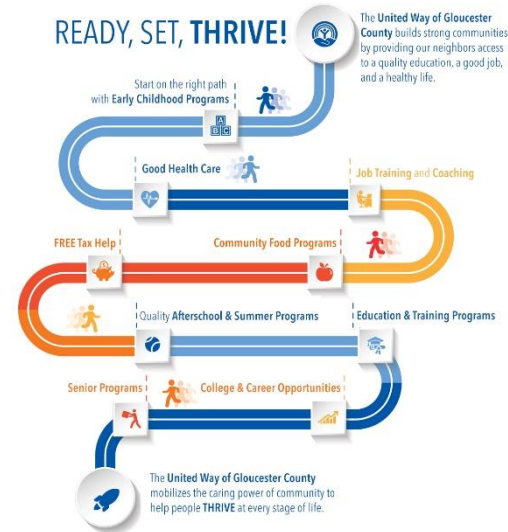 READY, SET, THRIVE!
The United Way of Gloucester
County builds strong communities
by providing our neighbors access
to a quality education, a good job,
and a healthy life.
Start on the right path
with Early Childhood Programs
A
B C
Good Health Care
Job Training and Coaching
FREE Tax Help
Community Food Programs
Quality Afterschool & Summer Programs
Education & Training Programs
Senior Programs
College & Career Opportunities
The United Way of Gloucester County
mobilizes the caring power of community to
help people THRIVE at every stage of life.